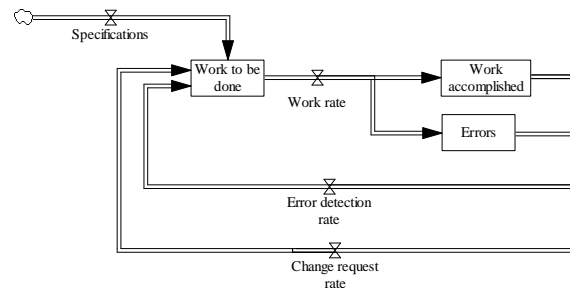 Specifications
Work to be
done
Work
accomplished
Work rate
Errors
Error detection
rate
Change request
rate